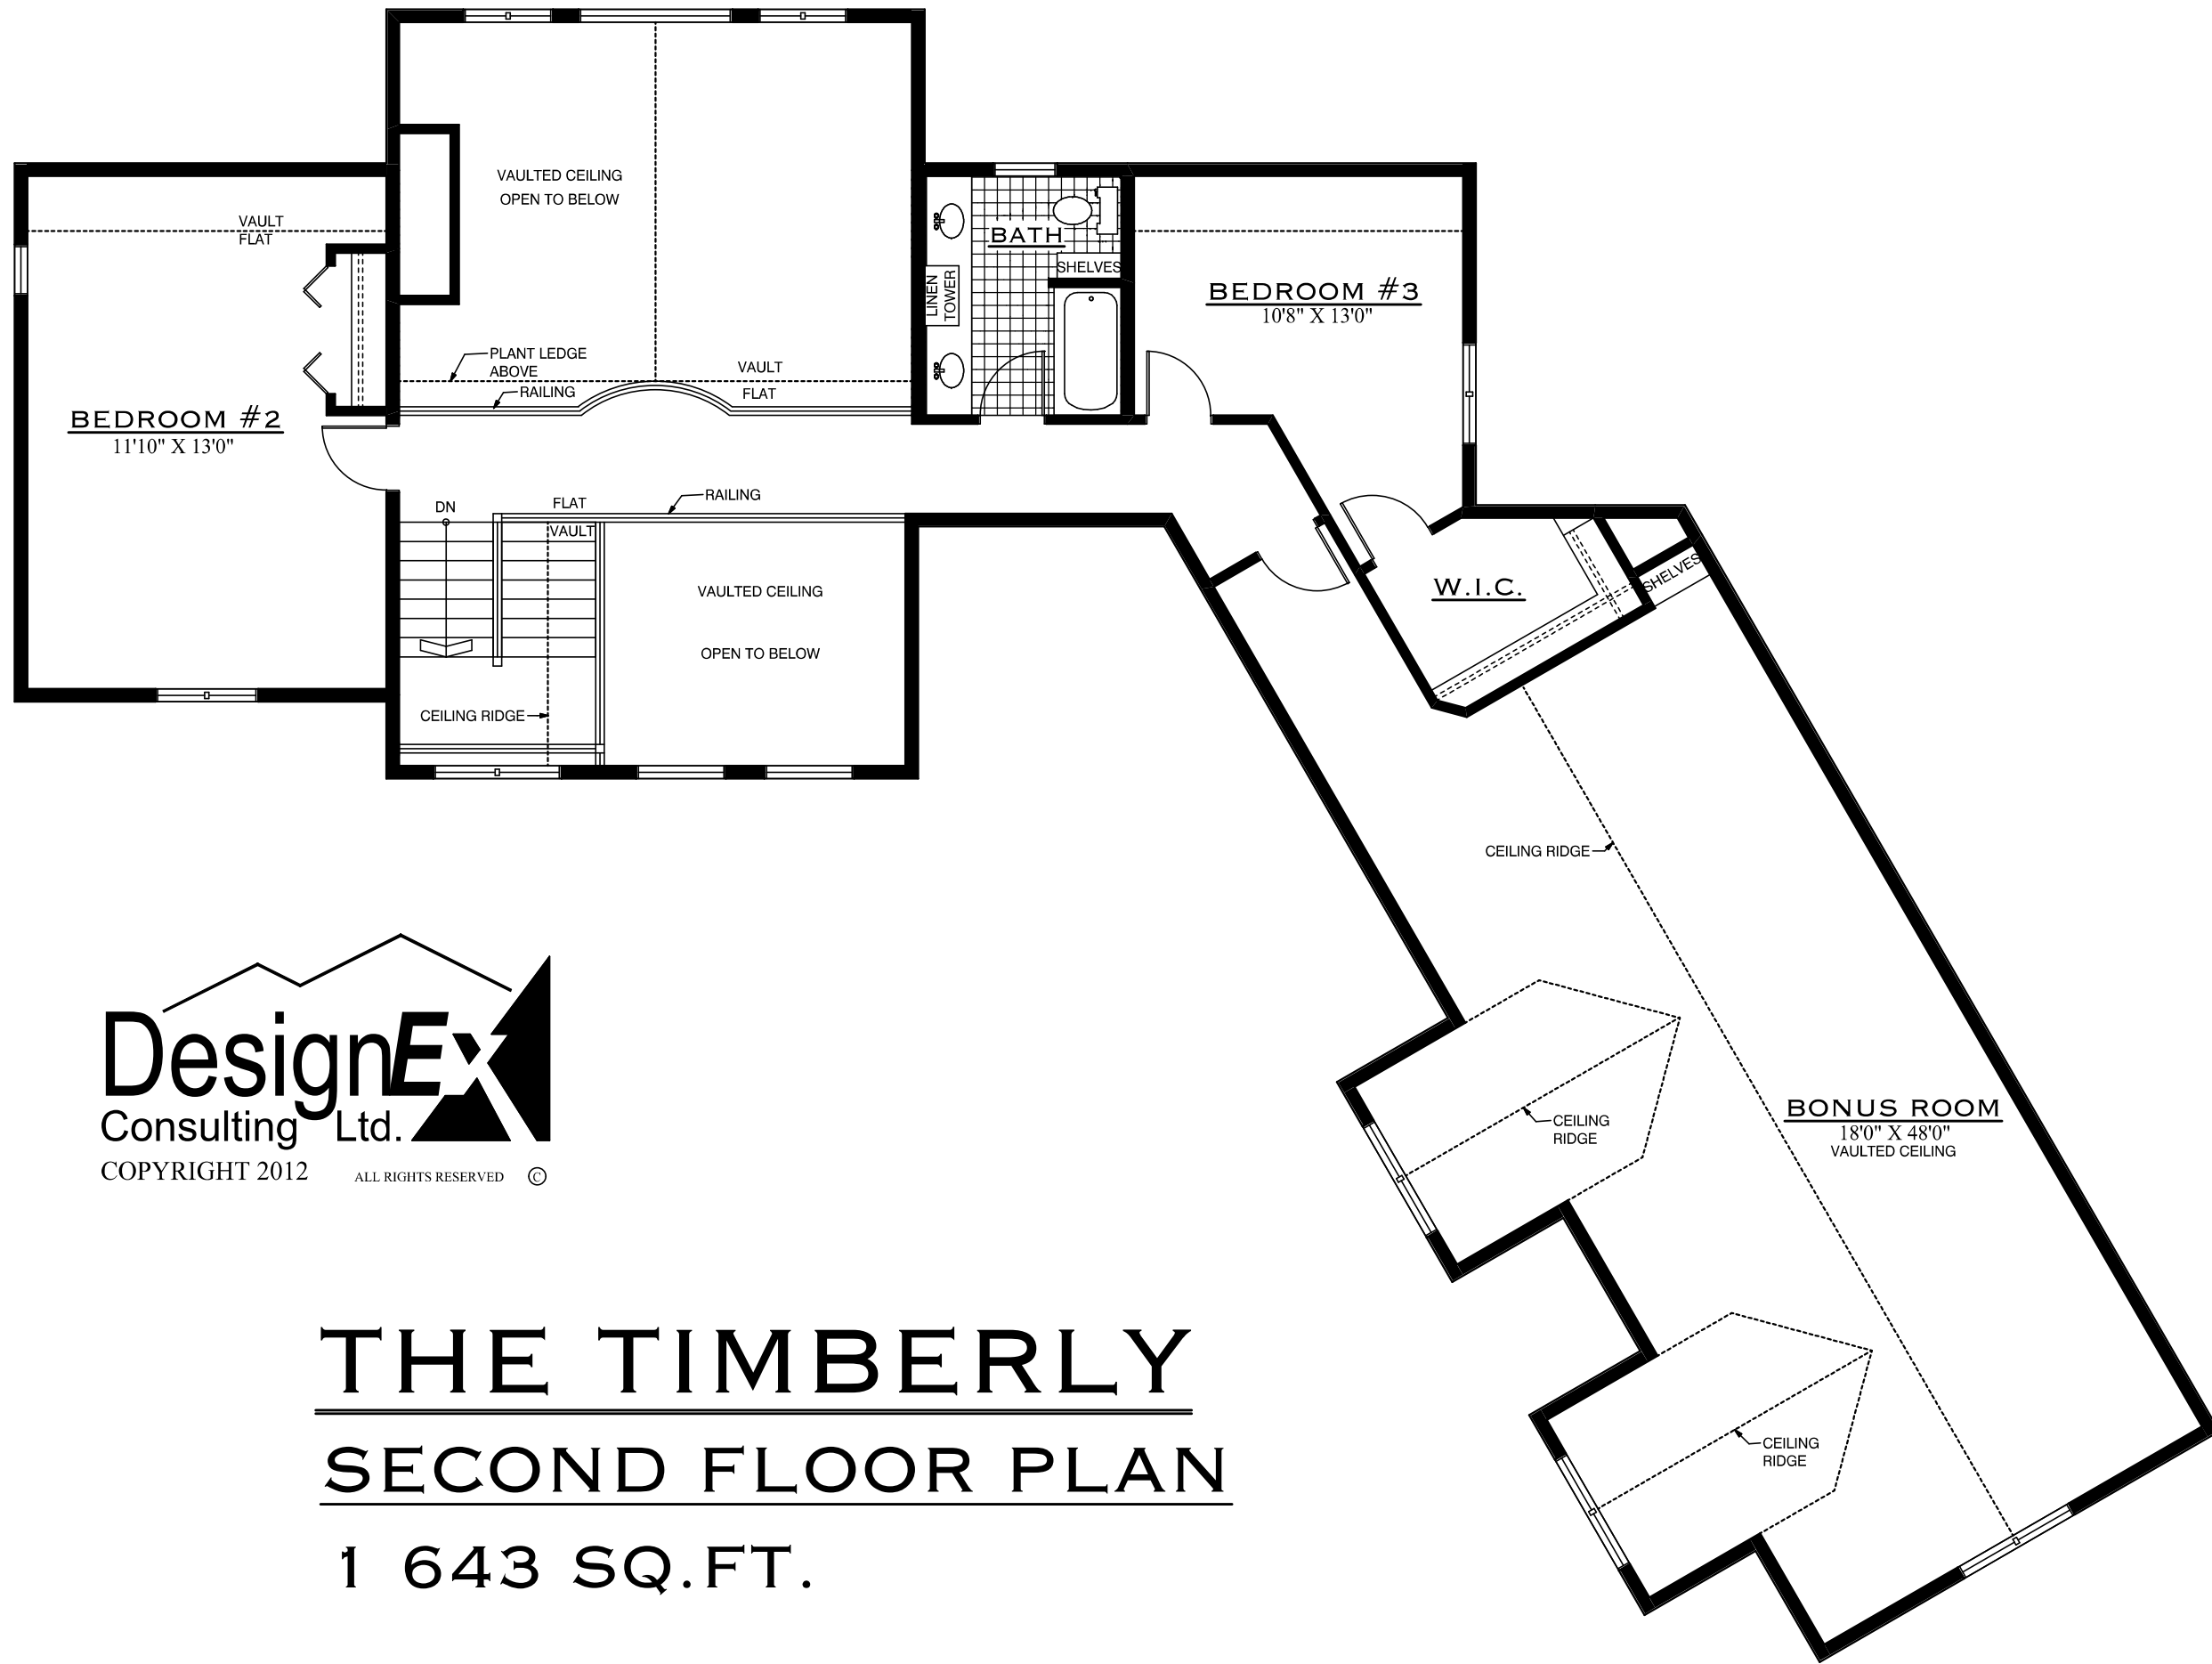 VAULTED CEILING
OPEN TO BELOW
VAULT
FLAT
BATH
SHELVES
LINEN
TOWER
BEDROOM #3
10'8" X 13'0"
PLANT LEDGE
ABOVE
RAILING
VAULT
FLAT
BEDROOM #2
11'10" X 13'0"
DN
FLAT
VAULT
RAILING
VAULTED CEILING
OPEN TO BELOW
CEILING RIDGE
W.I.C.
SHELVES
CEILING RIDGE
CEILING
RIDGE
BONUS ROOM
18'0" X 48'0"
VAULTED CEILING
CEILING
RIDGE
DesignEx
Consulting Ltd.
COPYRIGHT 2012 ALL RIGHTS RESERVED ©
THE TIMBERLY
SECOND FLOOR PLAN
1 643 SQ.FT.